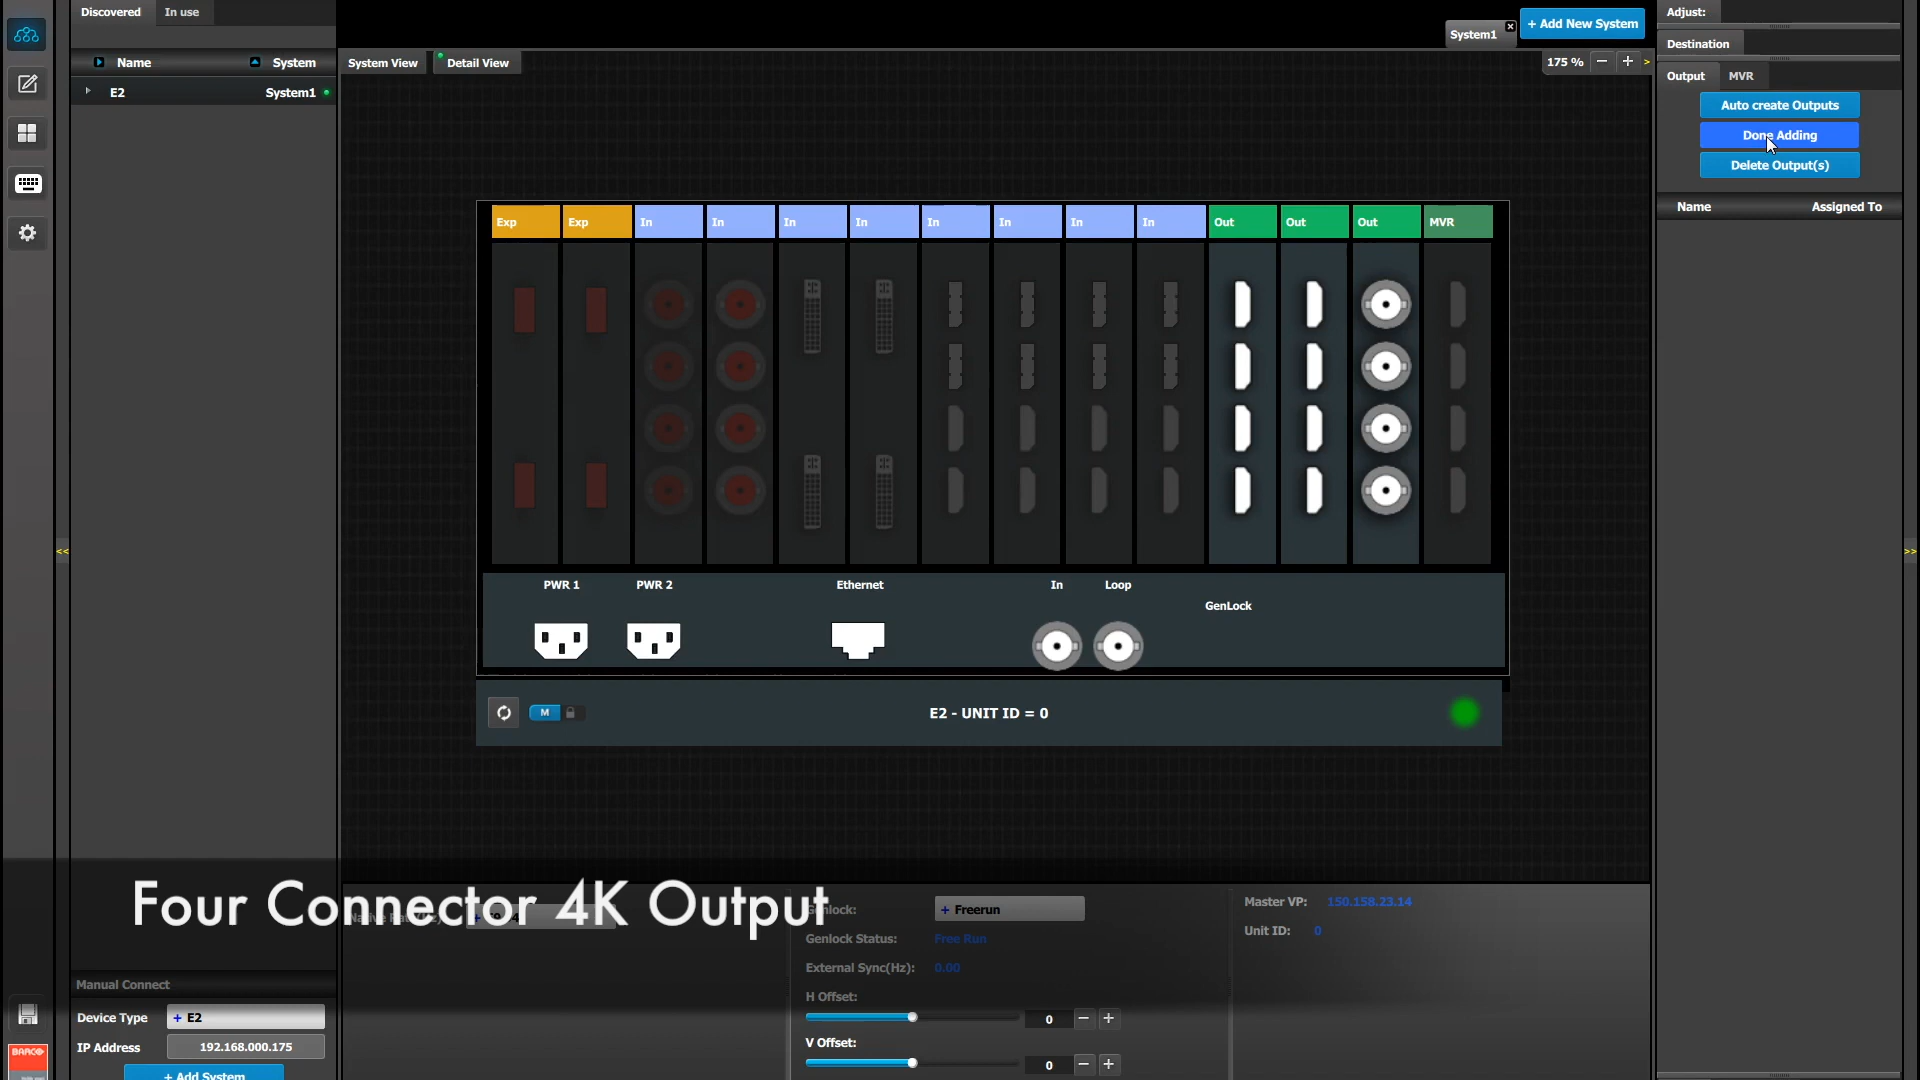 Discovered
In use
Name
System
E2
System1
System1
+ Add New System
System View
Detail View
175 %
Exp
Exp
In
In
In
In
In
In
In
In
Out
Out
Out
MVR
PWR 1
PWR 2
Ethernet
In
Loop
GenLock
M
E2 - UNIT ID = 0
Adjust:
Destination
Output
MVR
Auto create Outputs
Done Adding
Delete Output(s)
Name
Assigned To
<<
>>
Four Connector 4K Output
+ Freerun
Genlock Status:
Free Run
External Sync(Hz):
0.00
H Offset:
0
V Offset:
0
Master VP:
150.158.23.14
Unit ID:
0
Manual Connect
Device Type
+ E2
IP Address
192.168.000.175
+ Add System
BARCO